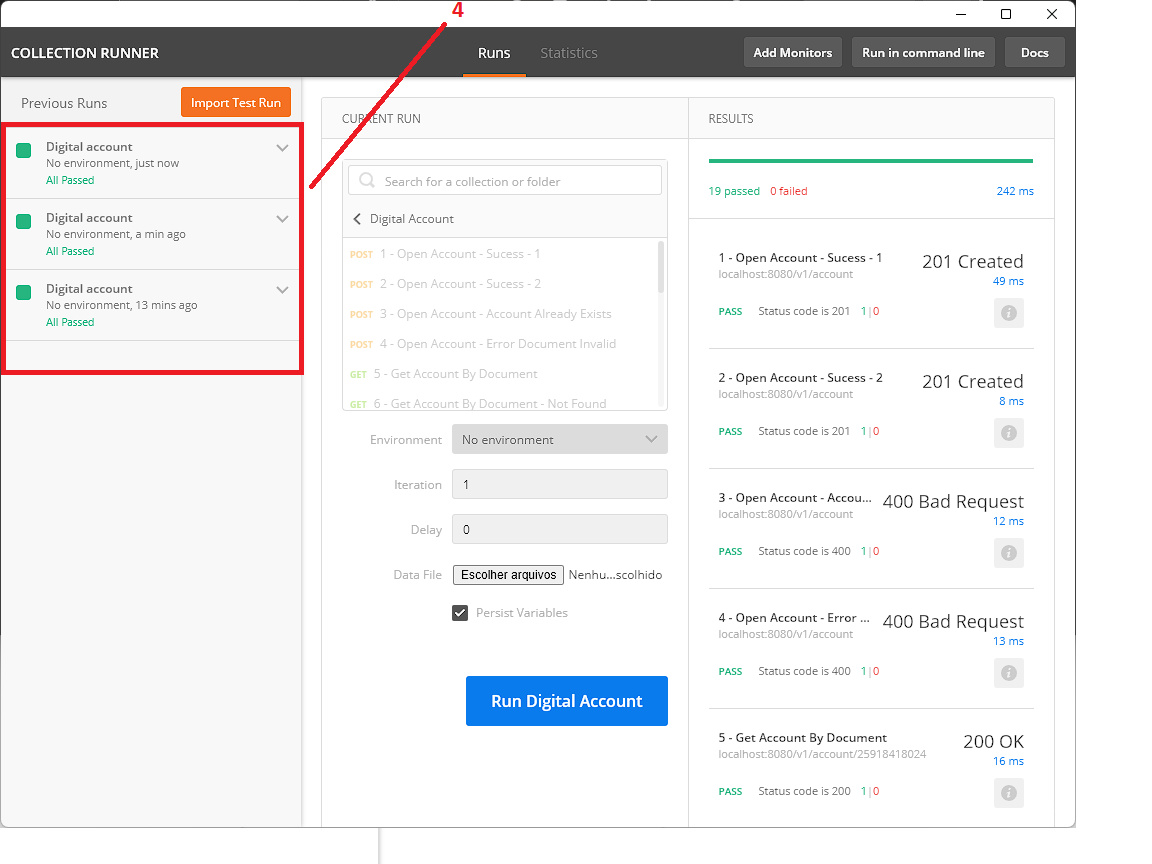 4
COLLECTION RUNNER
Runs
Statistics
Add Monitors
Run in command line
Docs
Previous Runs
Import Test Run
Digital account
No environment, just now
All Passed
Digital account
No environment, a min ago
All Passed
Digital account
No environment, 13 mins ago
All Passed
CURRENT RUN
Search for a collection or folder
Digital Account
POST 1 - Open Account - Sucess - 1
POST 2 - Open Account - Sucess - 2
POST 3 - Open Account - Account Already Exists
POST 4 - Open Account - Error Document Invalid
GET 5 - Get Account By Document
GET 6 - Get Account By Document - Not Found
Environment No environment
Iteration 1
Delay 0
Data File Escolher arquivos Nenhu...scolhido
Persist Variables
Run Digital Account
RESULTS
19 passed 0 failed 242 ms
1 - Open Account - Sucess - 1 201 Created
localhost:8080/v1/account 49 ms
PASS Status code is 201 1|0
2 - Open Account - Sucess - 2 201 Created
localhost:8080/v1/account 8 ms
PASS Status code is 201 1|0
3 - Open Account - Accou... 400 Bad Request
localhost:8080/v1/account 12 ms
PASS Status code is 400 1|0
4 - Open Account - Error ... 400 Bad Request
localhost:8080/v1/account 13 ms
PASS Status code is 400 1|0
5 - Get Account By Document 200 OK
localhost:8080/v1/account/25918418024 16 ms
PASS Status code is 200 1|0